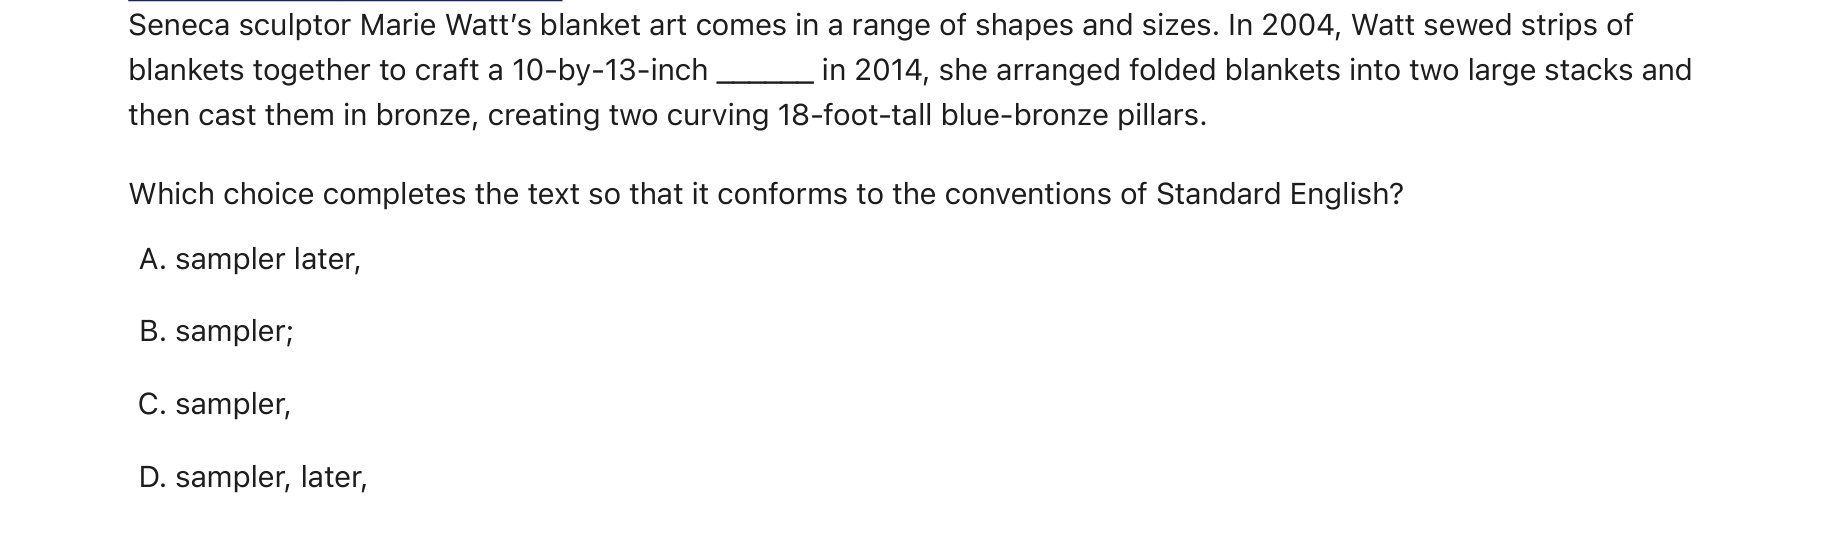 Seneca sculptor Marie Watt’s blanket art comes in a range of shapes and sizes. In 2004, Watt sewed strips of
blankets together to craft a 10-by-13-inch ______ in 2014, she arranged folded blankets into two large stacks and
then cast them in bronze, creating two curving 18-foot-tall blue-bronze pillars.
Which choice completes the text so that it conforms to the conventions of Standard English?
A. sampler later,
B. sampler;
C. sampler,
D. sampler, later,